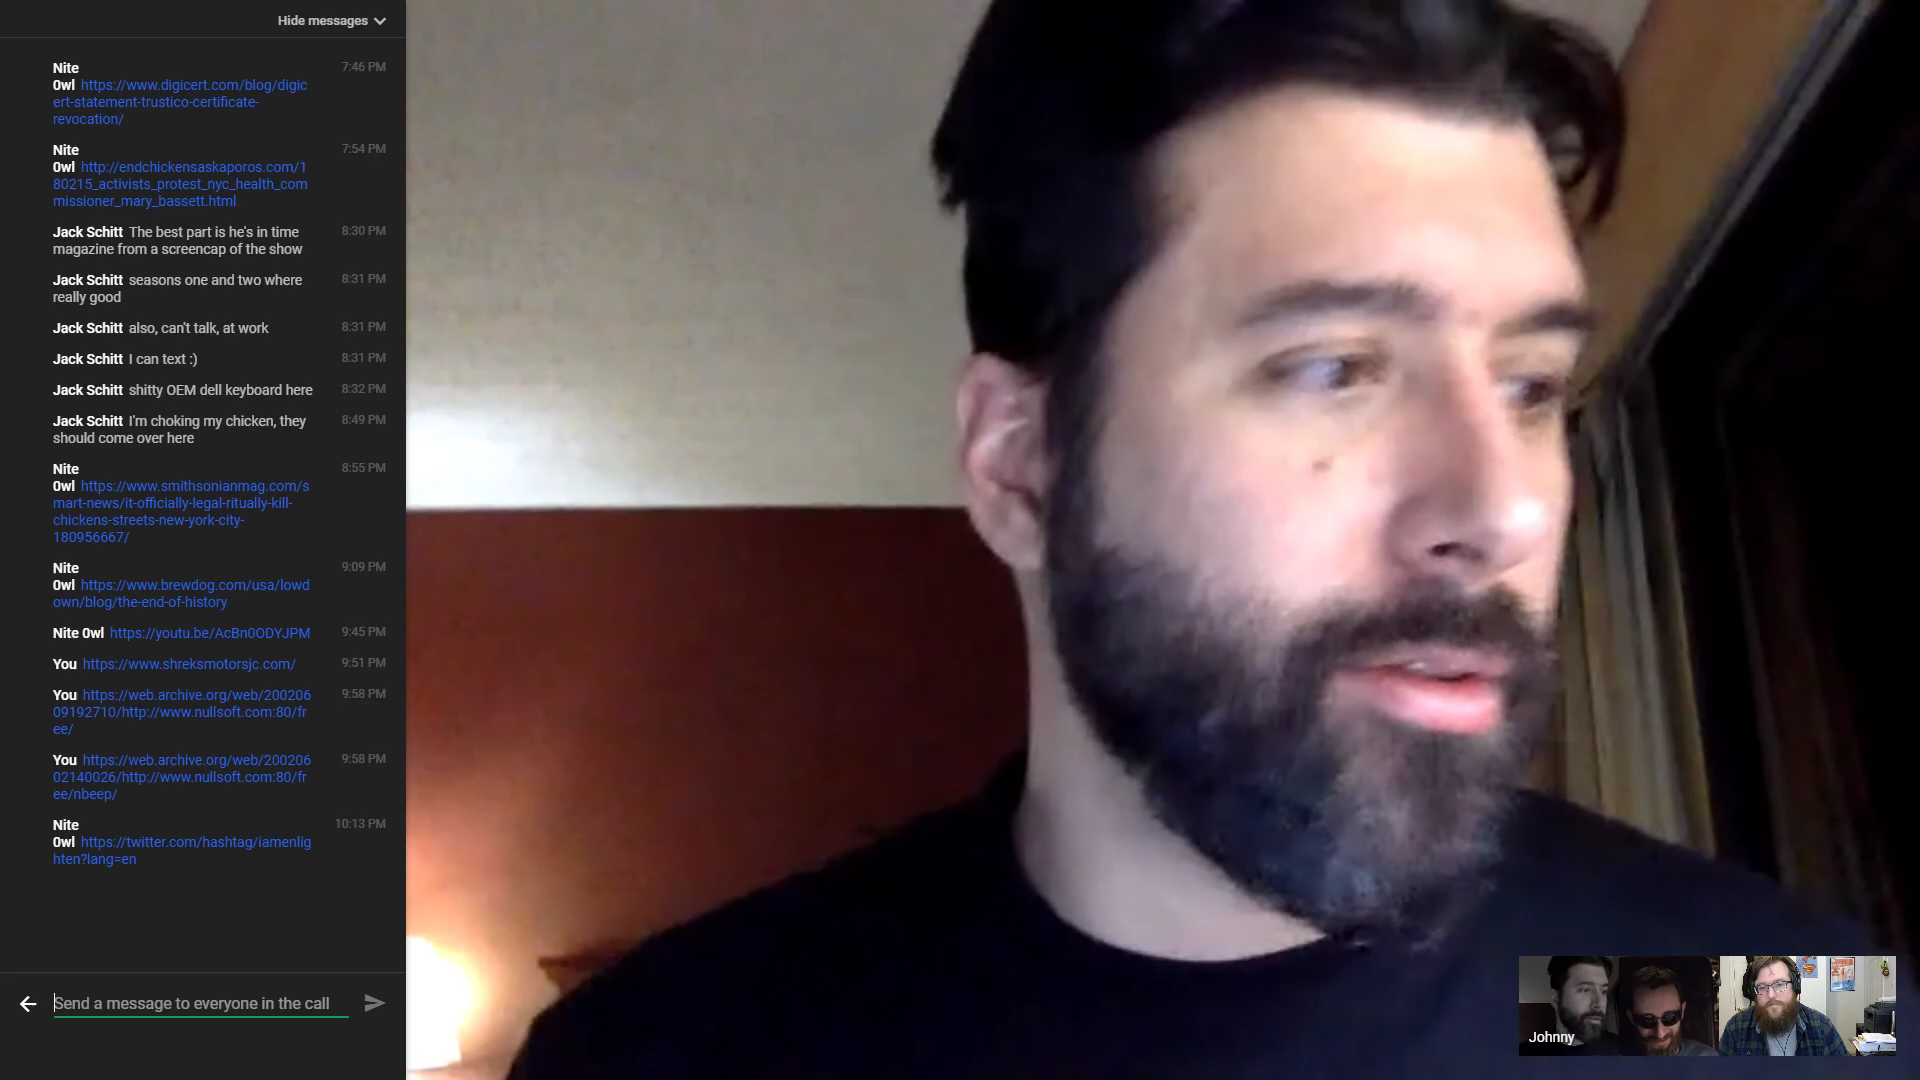 Hide messages
Nite 7:46 PM
0wl https://www.digicert.com/blog/digic
ert-statement-trustico-certificate-
revocation/
Nite 7:54 PM
0wl http://endchickensaskaporos.com/1
80215_activists_protest_nyc_health_com
missioner_mary_bassett.html
Jack Schitt The best part is he's in time 8:30 PM
magazine from a screencap of the show
Jack Schitt seasons one and two where 8:31 PM
really good
Jack Schitt also, can't talk, at work 8:31 PM
Jack Schitt I can text :) 8:31 PM
Jack Schitt shitty OEM dell keyboard here 8:32 PM
Jack Schitt I'm choking my chicken, they 8:49 PM
should come over here
Nite 8:55 PM
0wl https://www.smithsonianmag.com/s
mart-news/it-officially-legal-ritually-kill-
chickens-streets-new-york-city-
180956667/
Nite 9:09 PM
0wl https://www.brewdog.com/usa/lowd
own/blog/the-end-of-history
Nite 0wl https://youtu.be/AcBn0ODYJPM 9:45 PM
You https://www.shreksmotorsjc.com/ 9:51 PM
You https://web.archive.org/web/200206 9:58 PM
09192710/http://www.nullsoft.com:80/fr
ee/
You https://web.archive.org/web/200206 9:58 PM
02140026/http://www.nullsoft.com:80/fr
ee/nbeep/
Nite 10:13 PM
0wl https://twitter.com/hashtag/iamenlig
hten?lang=en
Send a message to everyone in the call
Johnny